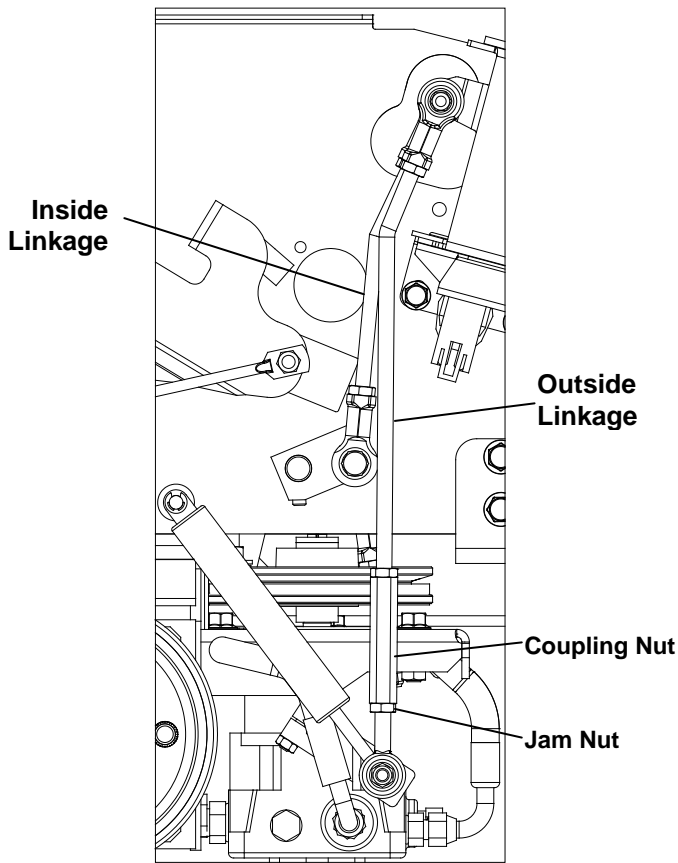 Inside
Linkage
Outside
Linkage
Coupling Nut
Jam Nut